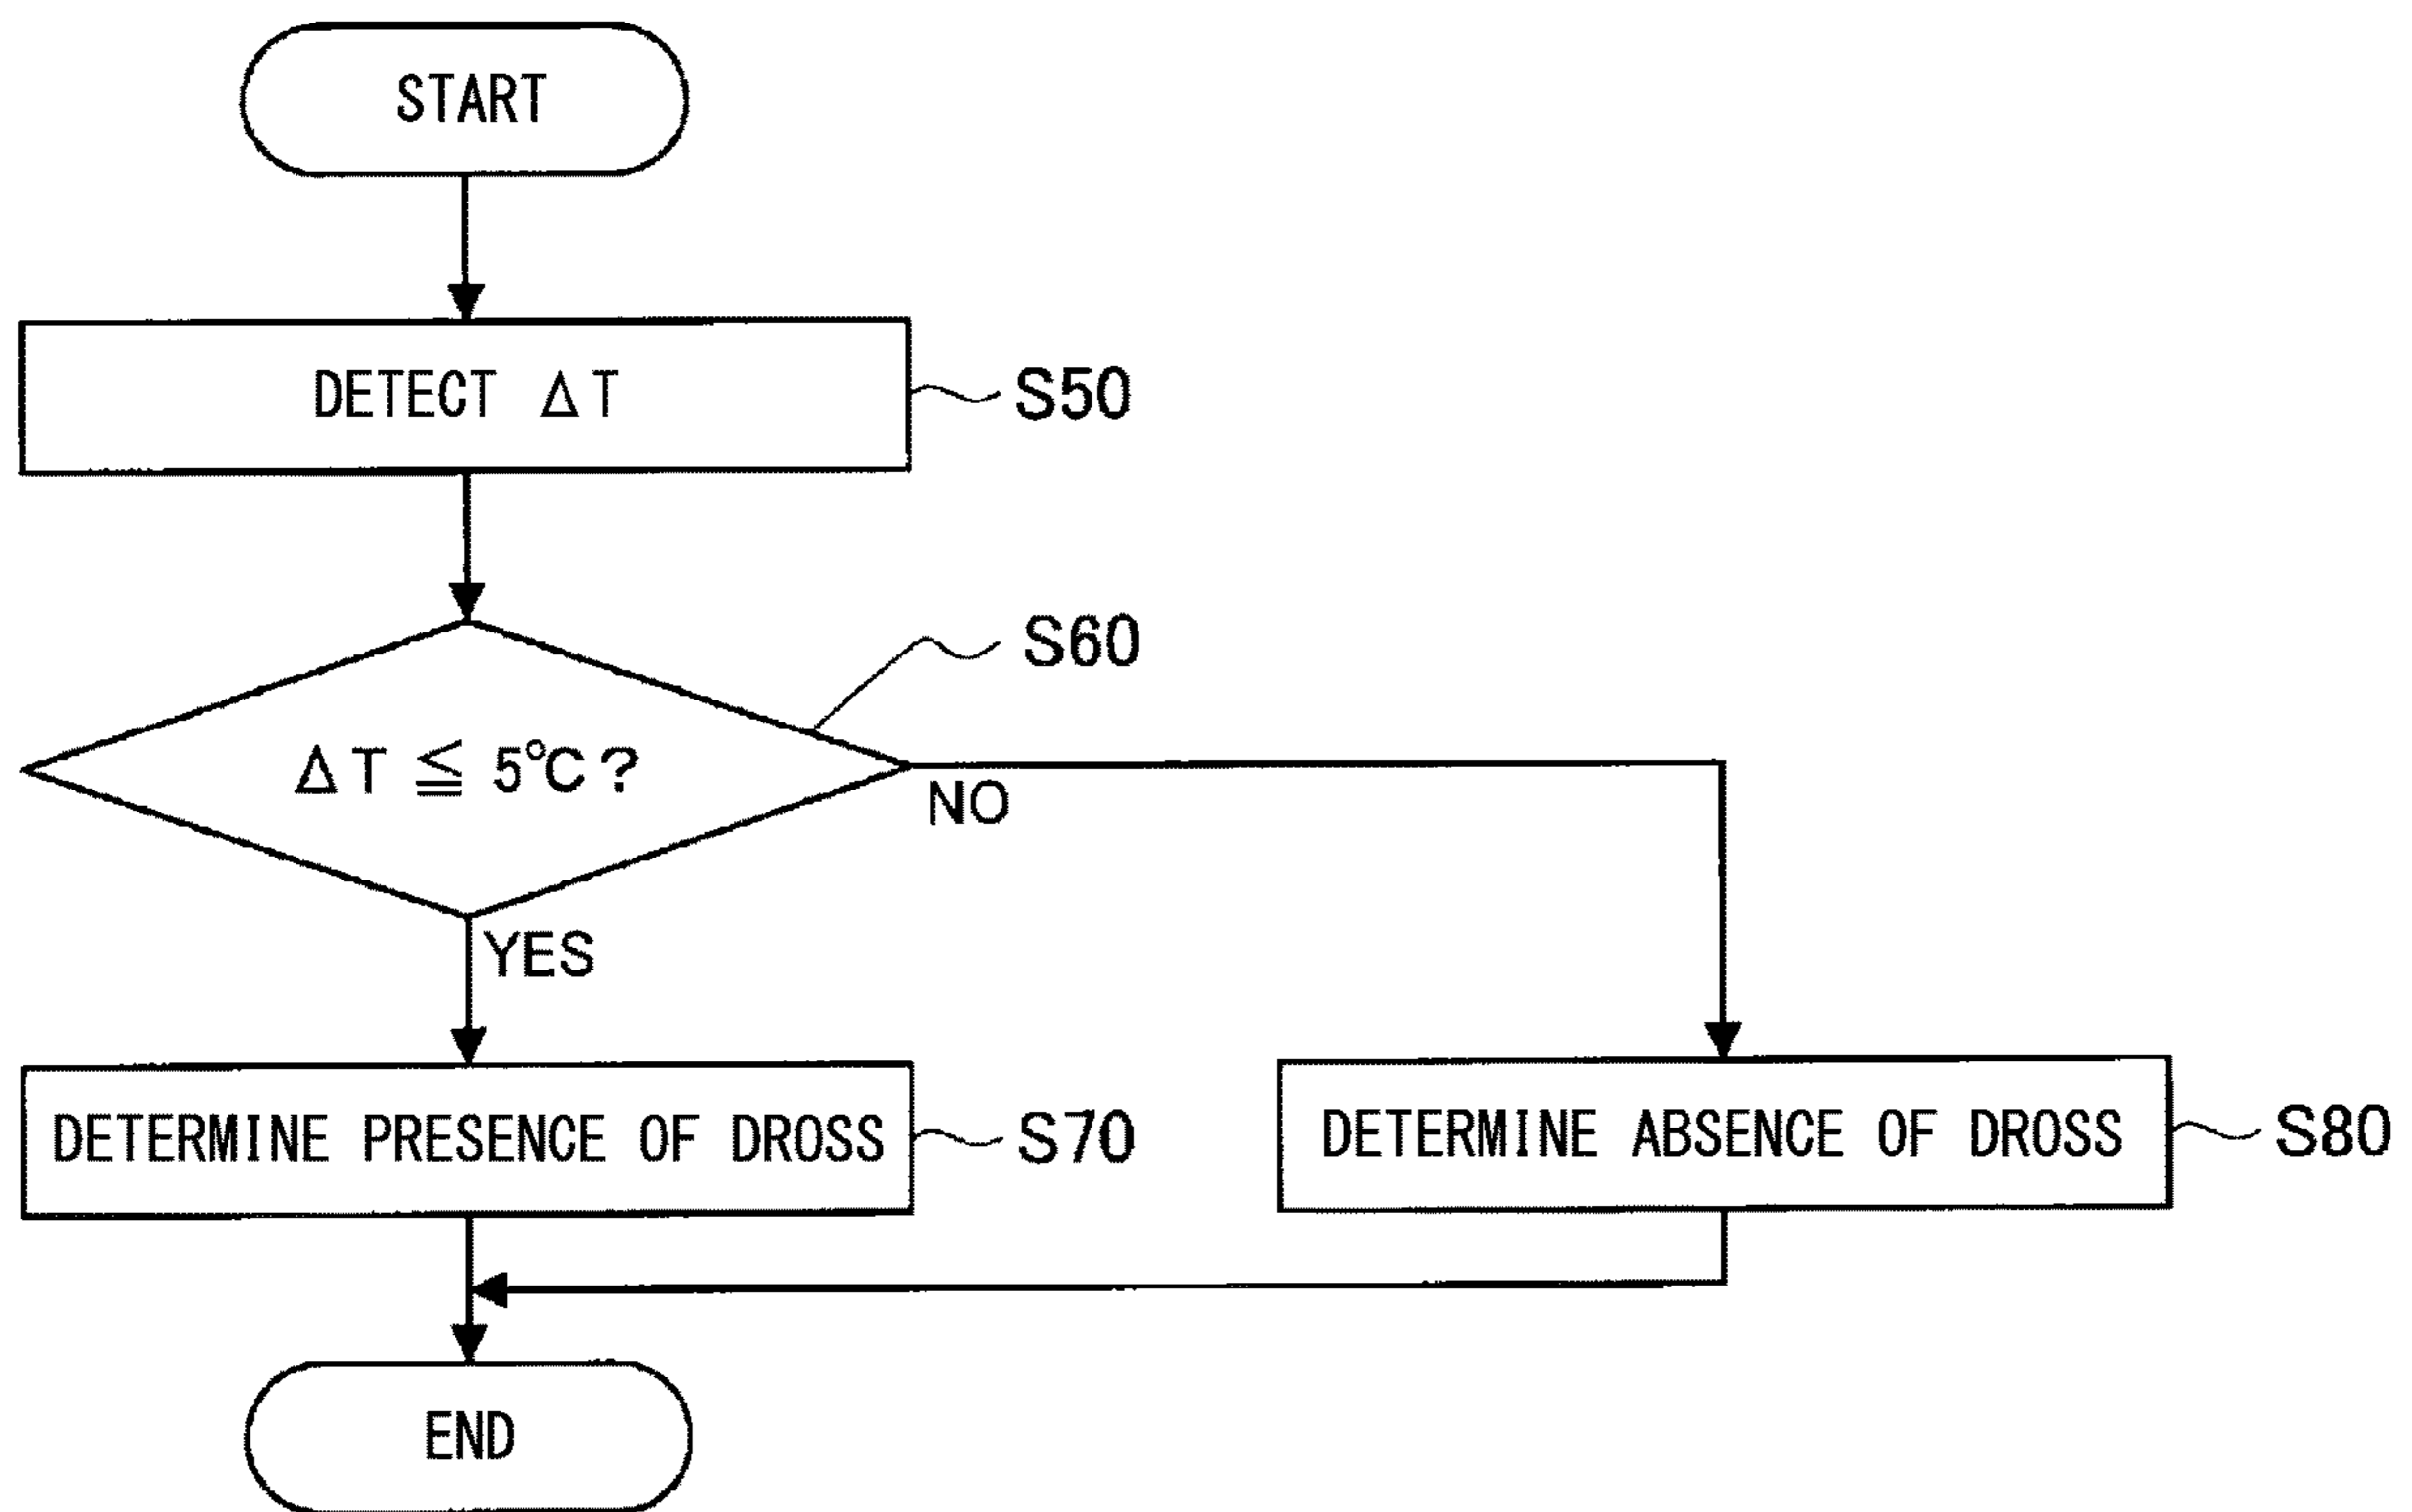 START
DETECT ΔT
S50
S60
ΔT ≦ 5℃?
NO
YES
DETERMINE PRESENCE OF DROSS
S70
DETERMINE ABSENCE OF DROSS
S80
END